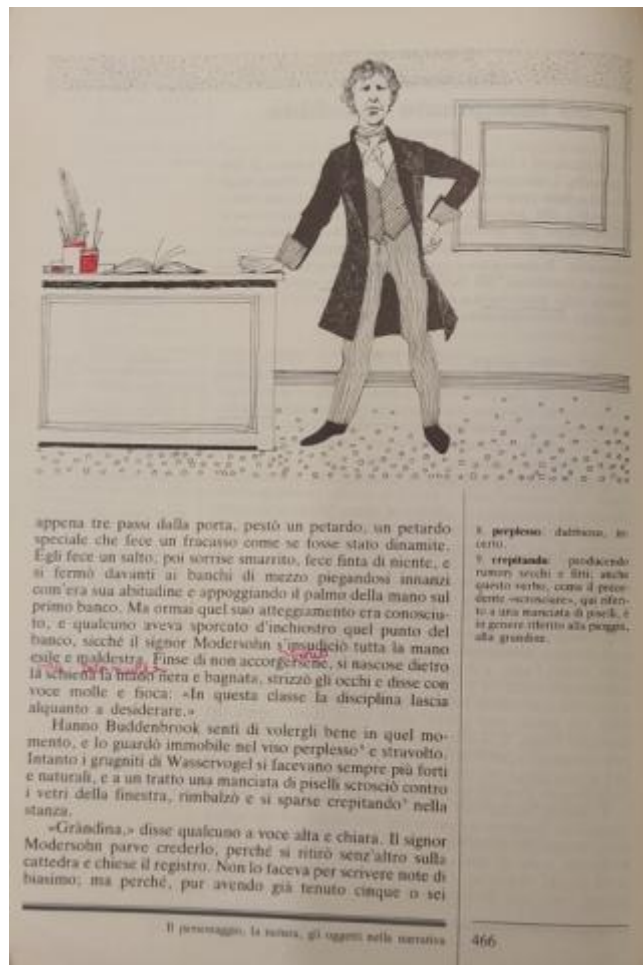 appena tre passi dalla porta, pestò un petardo, un petardo
speciale che fece un fracasso come se fosse stato dinamite.
Egli fece un salto, poi sorrise smarrito, fece finta di niente, e
si fermò davanti ai banchi di mezzo piegandosi innanzi
com'era sua abitudine e appoggiando il palmo della mano sul
primo banco. Ma ormai quel suo atteggiamento era conosciu-
to, e qualcuno aveva sporcato d'inchiostro quel punto del
banco, sicché il signor Modersohn s'insudiciò tutta la mano
esile e maldestra. Finse di non accorgersene, si nascose dietro
la schiena la mano nera e bagnata, strizzò gli occhi e disse con
voce molle e fioca: «In questa classe la disciplina lascia
alquanto a desiderare.»
Hanno Buddenbrook sentì di volergli bene in quel mo-
mento, e lo guardò immobile nel viso perplesso⁸ e stravolto.
Intanto i grugniti di Wasservogel si facevano sempre più forti
e naturali, e a un tratto una manciata di piselli scrosciò contro
i vetri della finestra, rimbalzò e si sparse crepitando⁹ nella
stanza.
«Gràndina,» disse qualcuno a voce alta e chiara. Il signor
Modersohn parve crederlo, perché si ritirò senz'altro sulla
cattedra e chiese il registro. Non lo faceva per scrivere note di
biasimo; ma perché, pur avendo già tenuto cinque o sei
8. perplesso: dubbioso, in-
certo.
9. crepitando: producendo
rumori secchi e fitti; anche
questo verbo, come il prece-
dente «scrosciare», qui riferi-
to a una manciata di piselli, è
in genere riferito alla pioggia,
alla grandine.
Il personaggio, la natura, gli oggetti nella narrativa
466